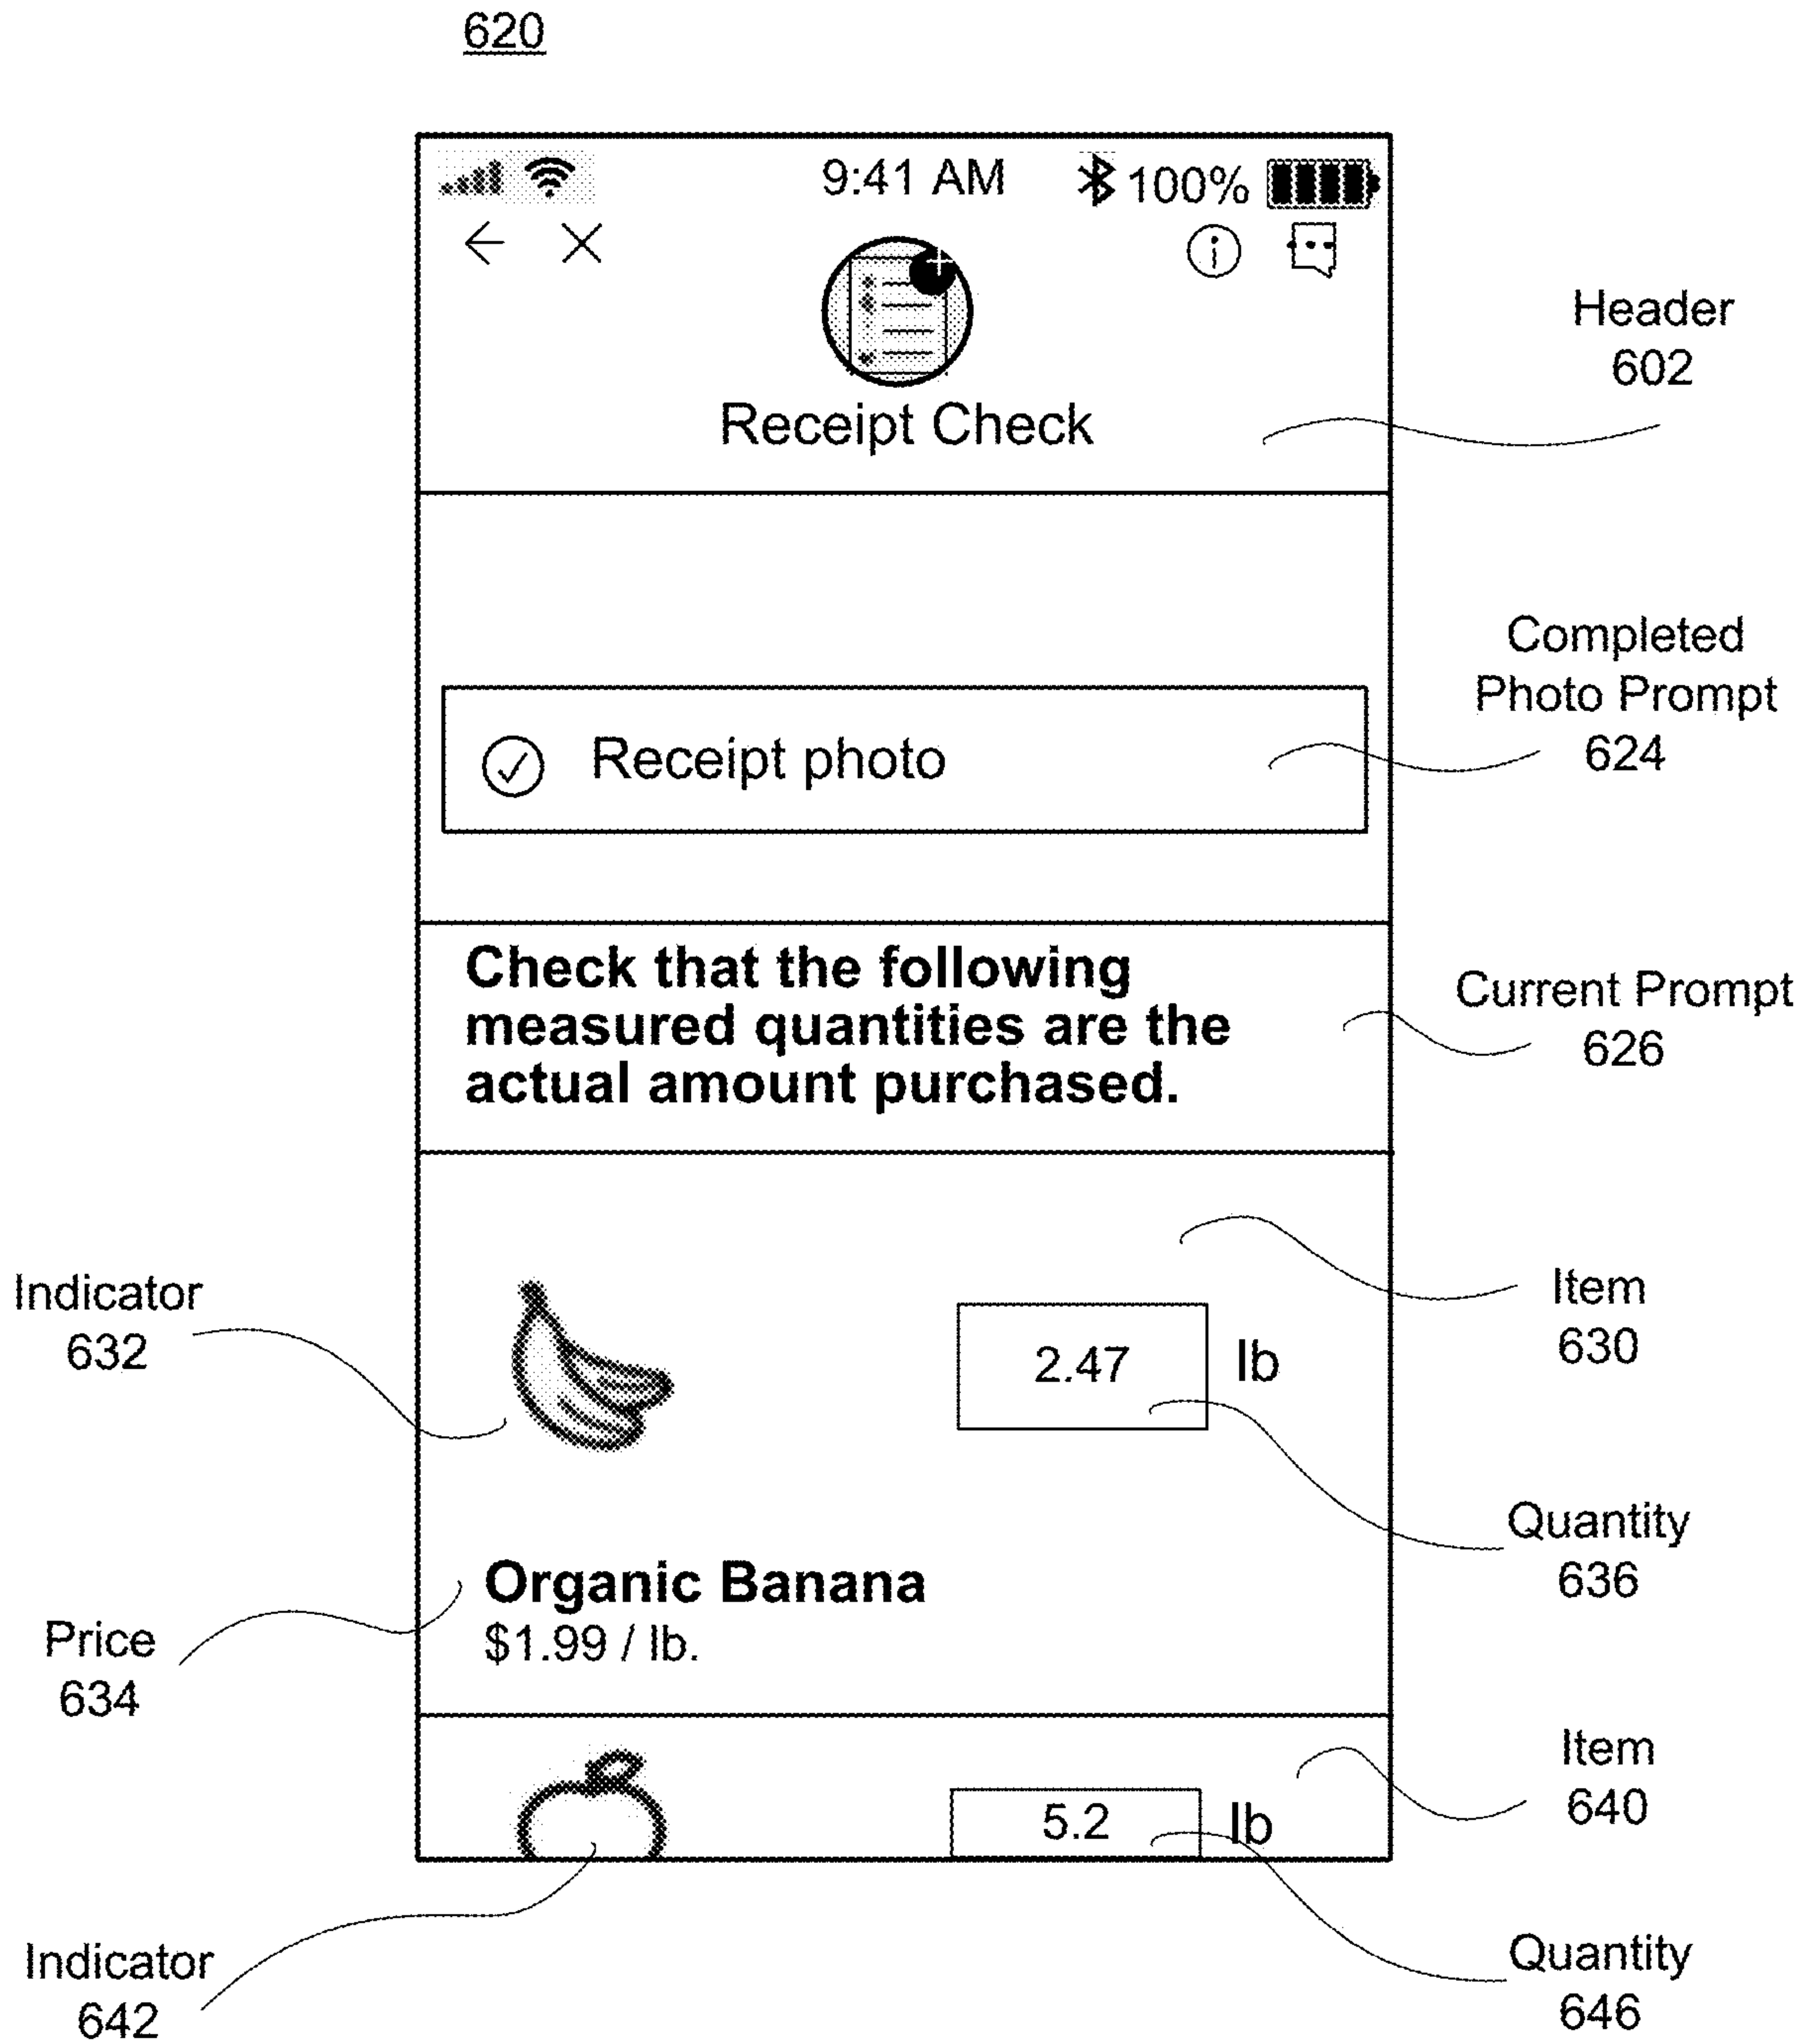 620
9:41 AM
100%
Receipt Check
Header
602
Receipt photo
Completed
Photo Prompt
624
Check that the following
measured quantities are the
actual amount purchased.
Current Prompt
626
Item
630
Indicator
632
2.47 lb
Quantity
636
Organic Banana
$1.99 / lb.
Price
634
Item
640
5.2 lb
Indicator
642
Quantity
646